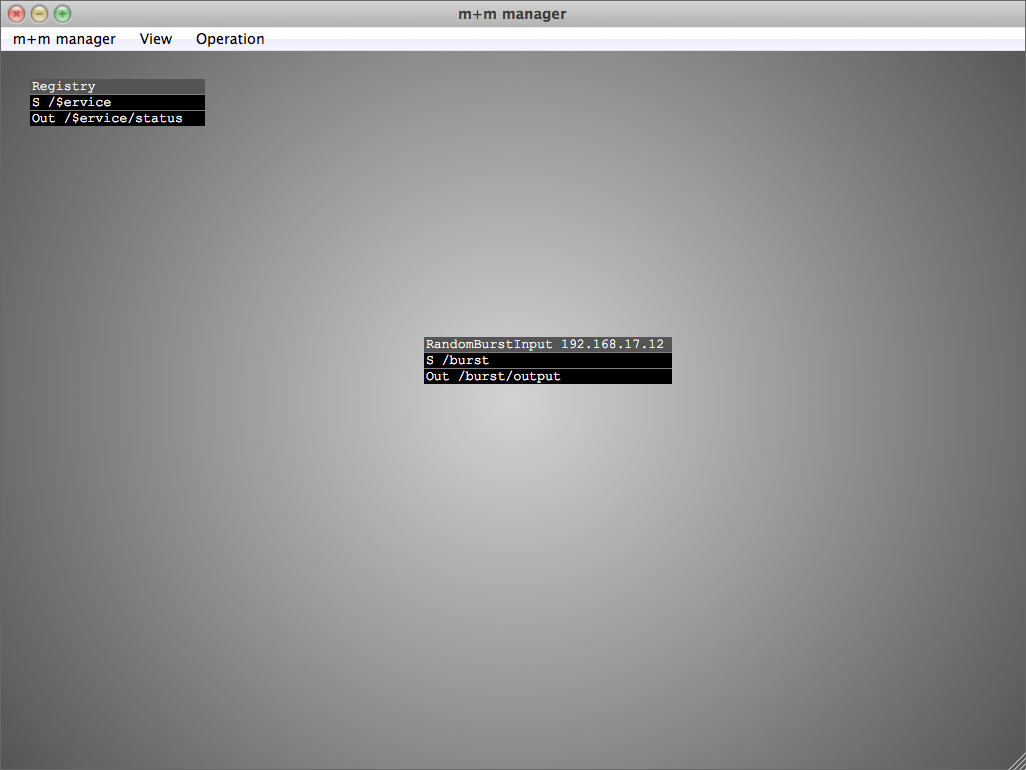 m+m manager
m+m manager View Operation
Registry
S /$ervice
Out /$ervice/status
RandomBurstInput 192.168.17.12
S /burst
Out /burst/output